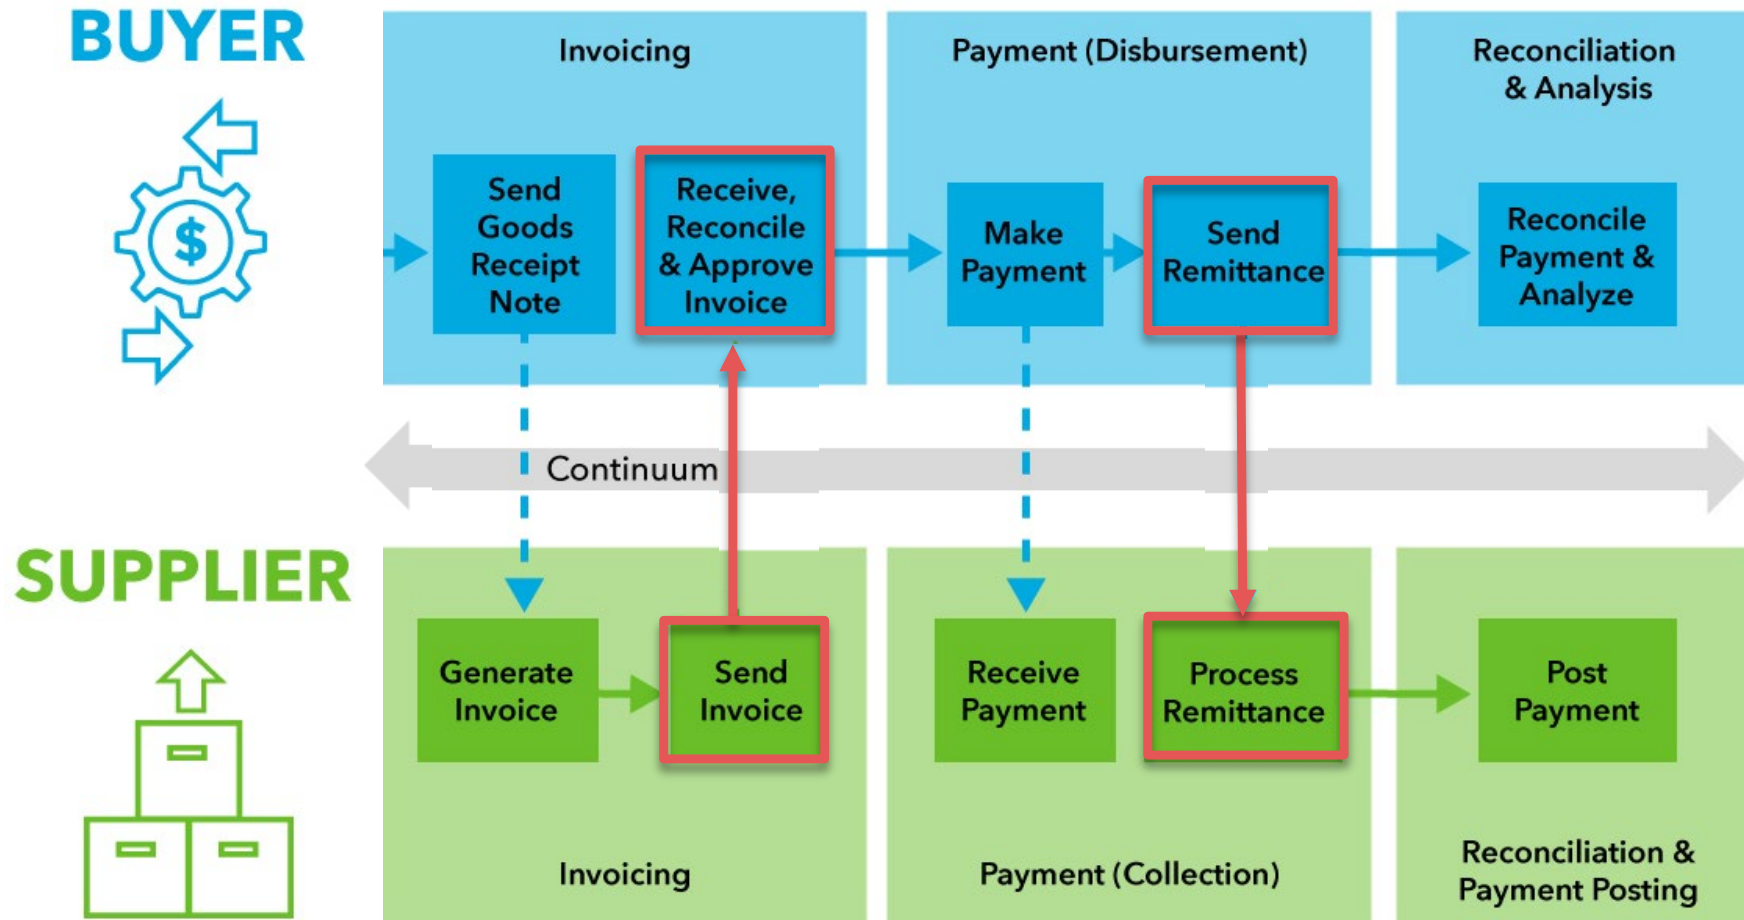 BUYER
Invoicing
Payment (Disbursement)
Reconciliation
& Analysis
Send
Goods
Receipt
Note
Receive,
Reconcile
& Approve
Invoice
Make
Payment
Send
Remittance
Reconcile
Payment &
Analyze
$
Continuum
SUPPLIER
Generate
Invoice
Send
Invoice
Receive
Payment
Process
Remittance
Post
Payment
Invoicing
Payment (Collection)
Reconciliation &
Payment Posting